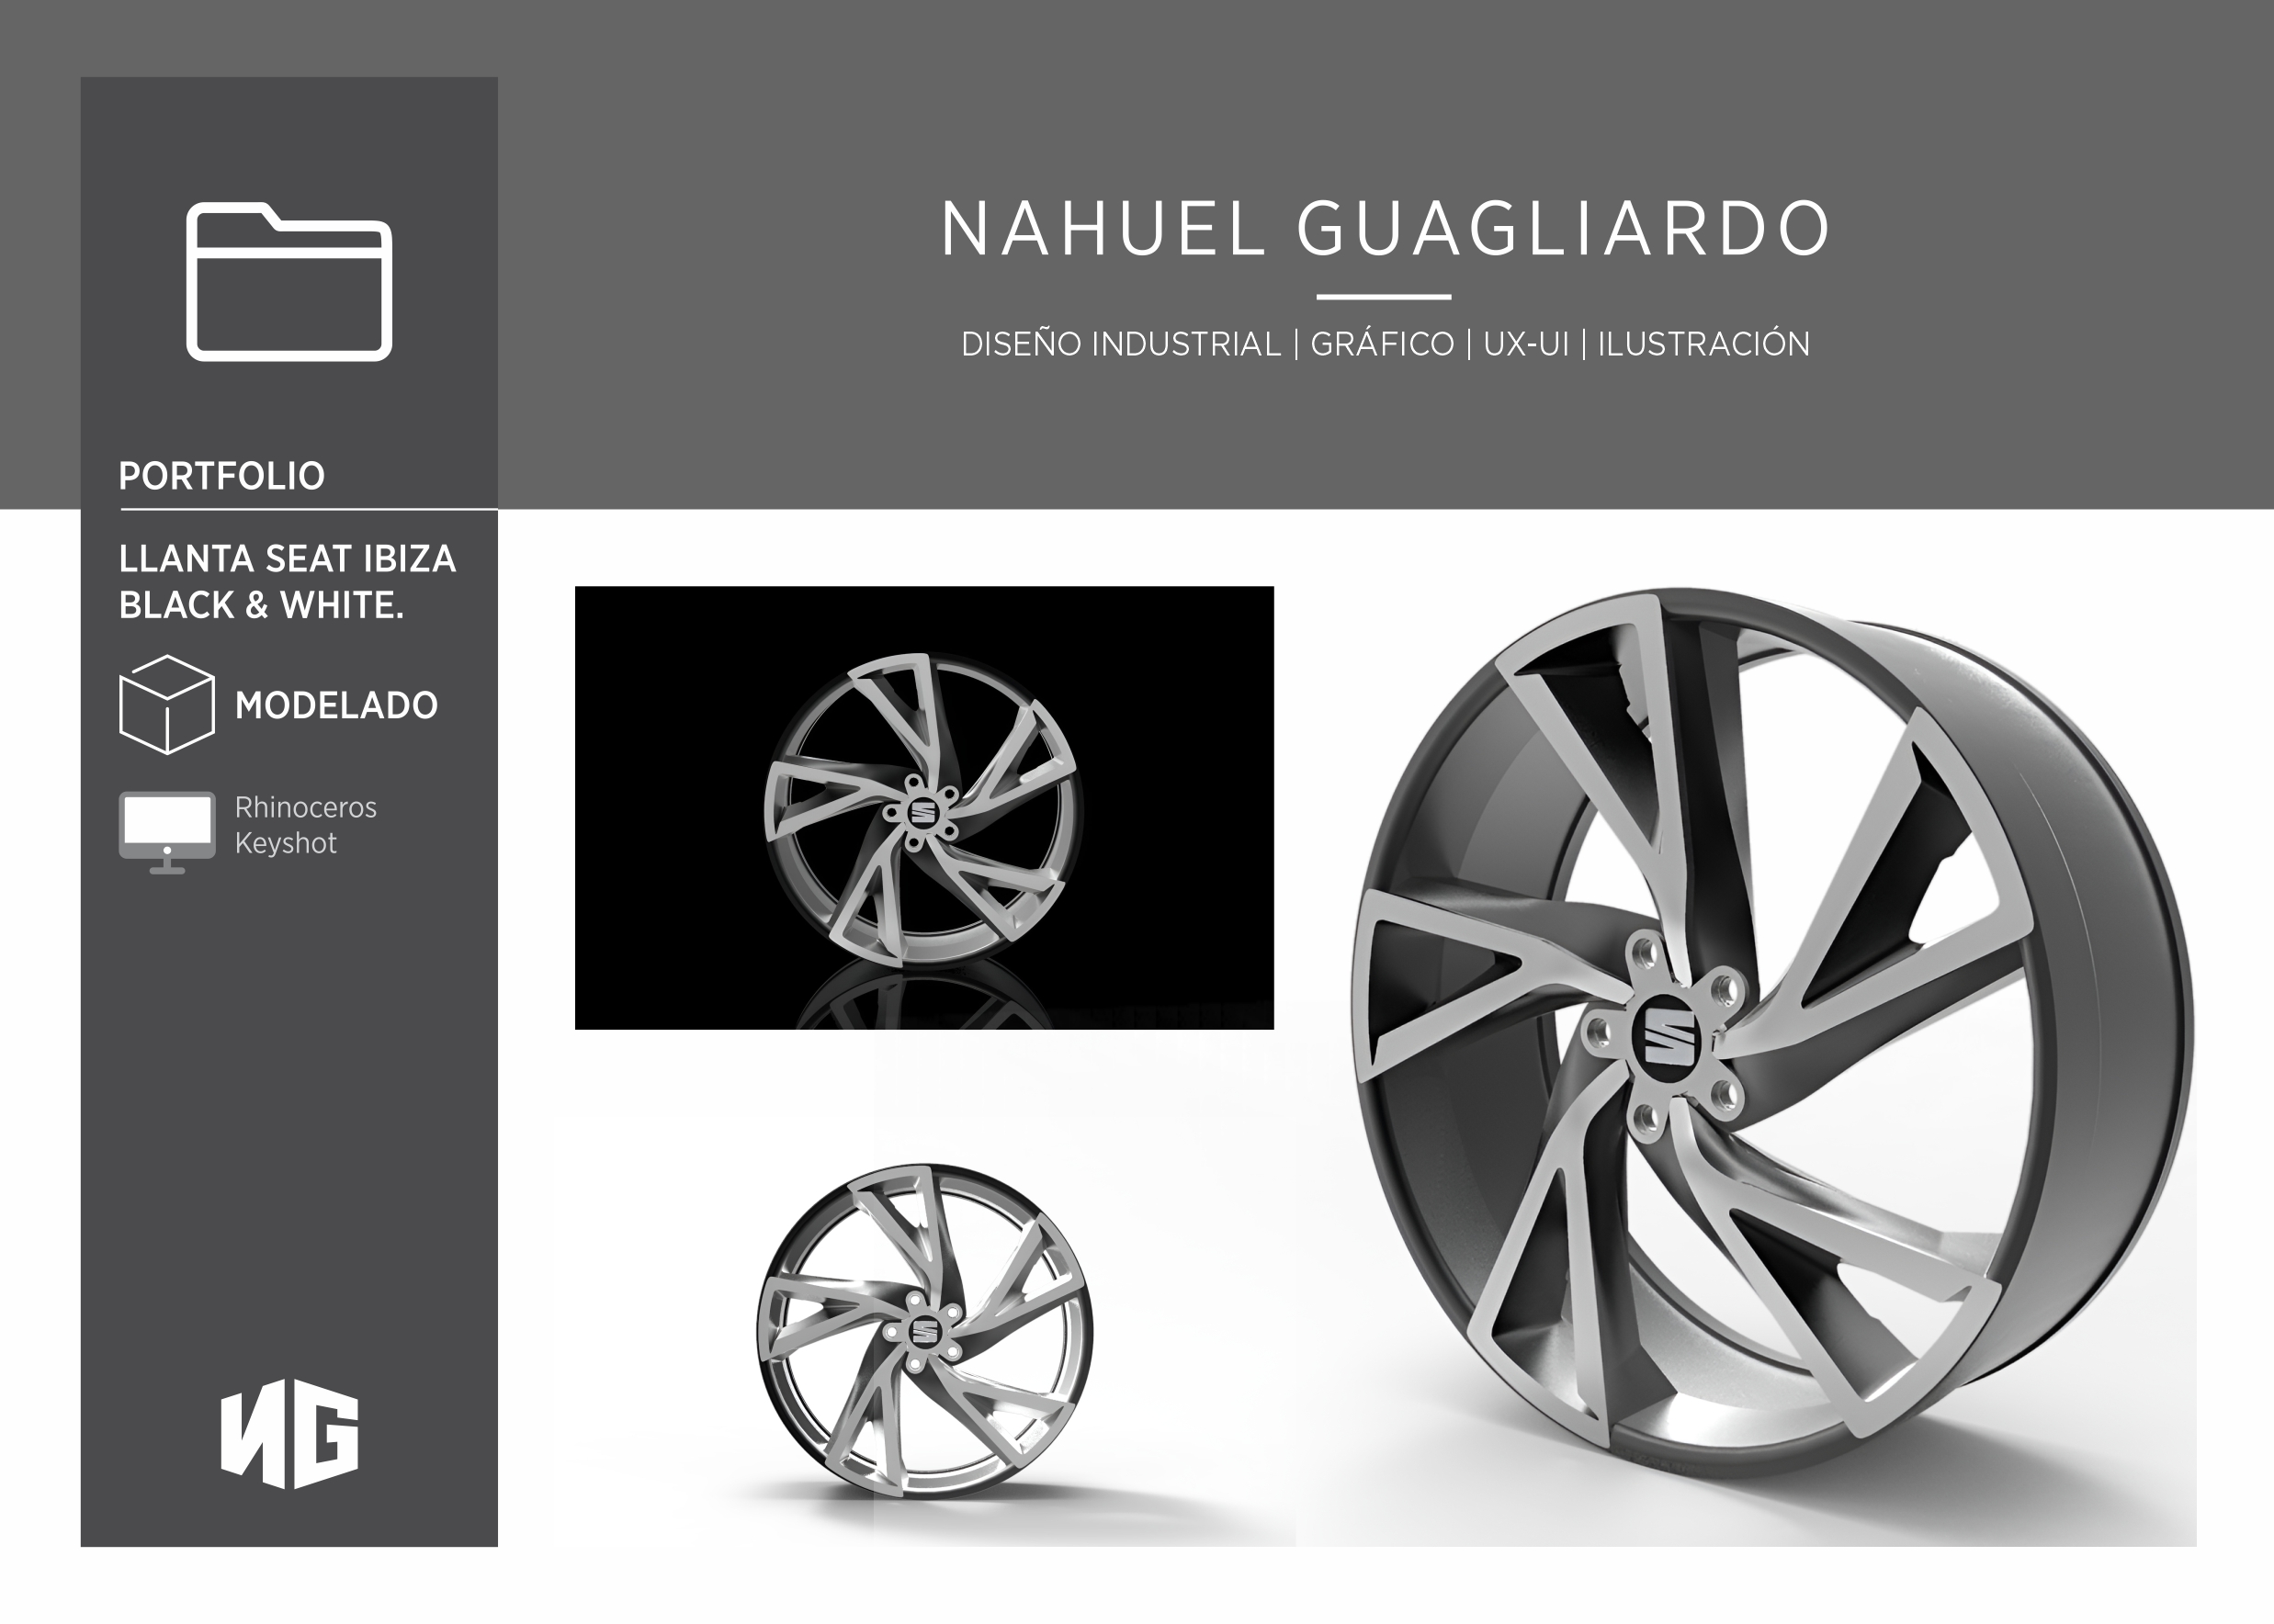 NAHUEL GUAGLIARDO
DISEÑO INDUSTRIAL | GRÁFICO | UX-UI | ILUSTRACIÓN
PORTFOLIO
LLANTA SEAT IBIZA
BLACK & WHITE.
MODELADO
Rhinoceros
Keyshot
NG